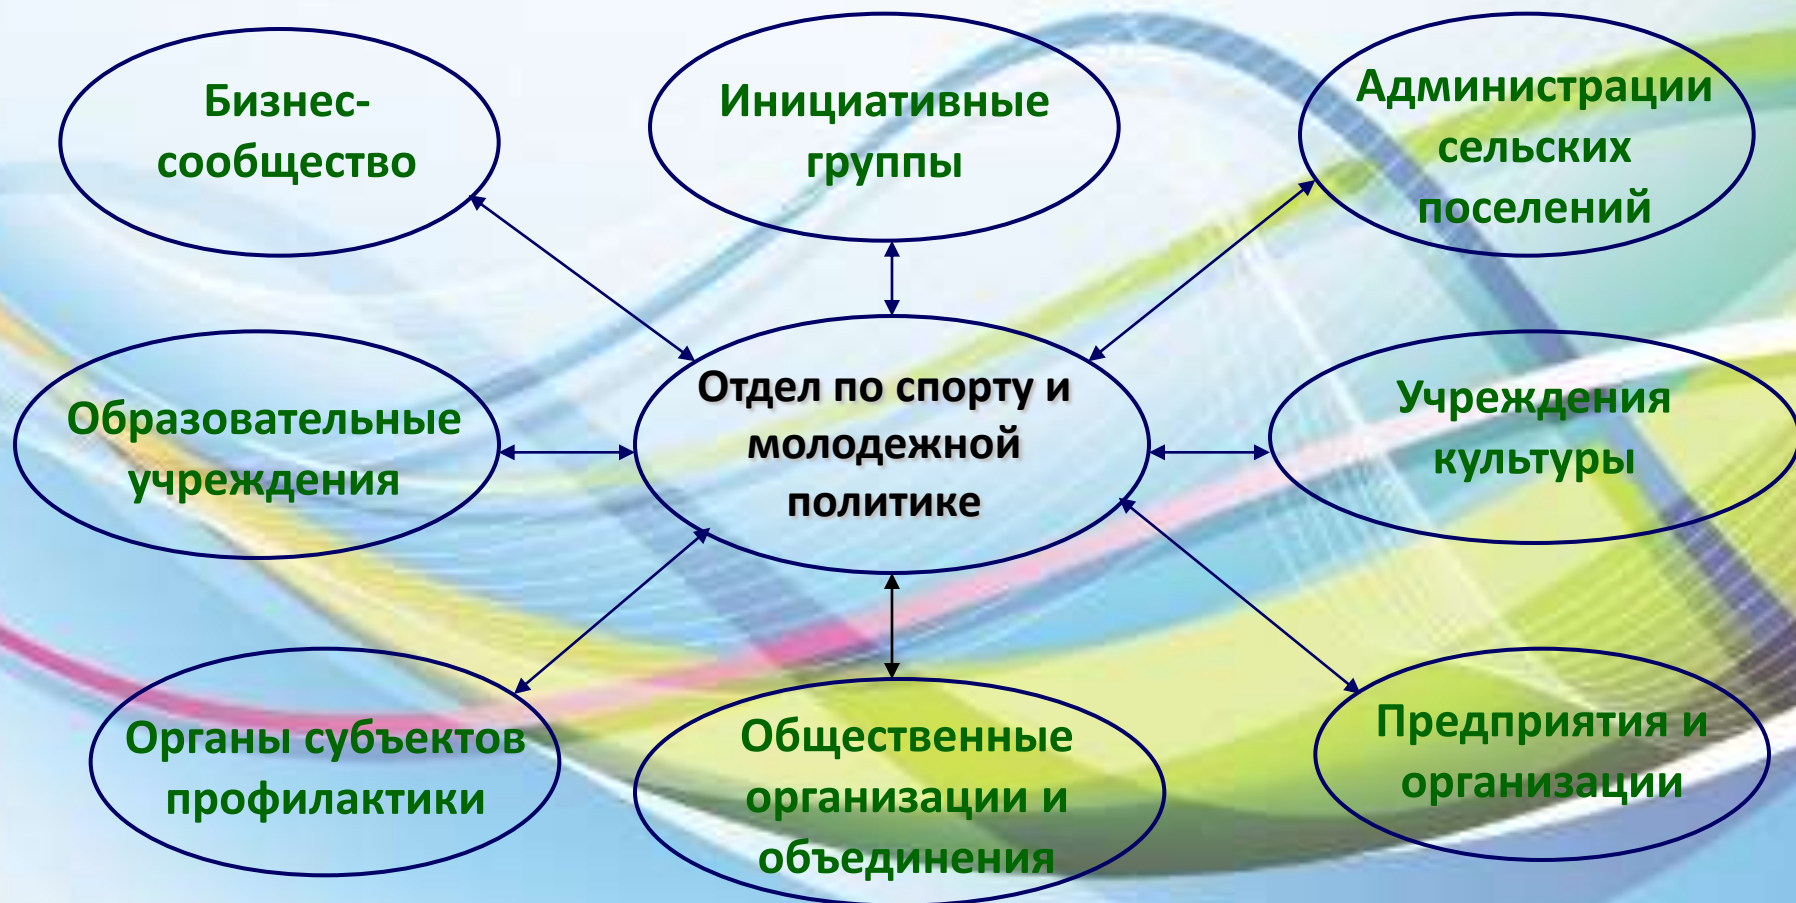 Бизнес-
сообщество
Инициативные
группы
Администрации
сельских
поселений
Образовательные
учреждения
Отдел по спорту и
молодежной
политике
Учреждения
культуры
Органы субъектов
профилактики
Общественные
организации и
объединения
Предприятия и
организации